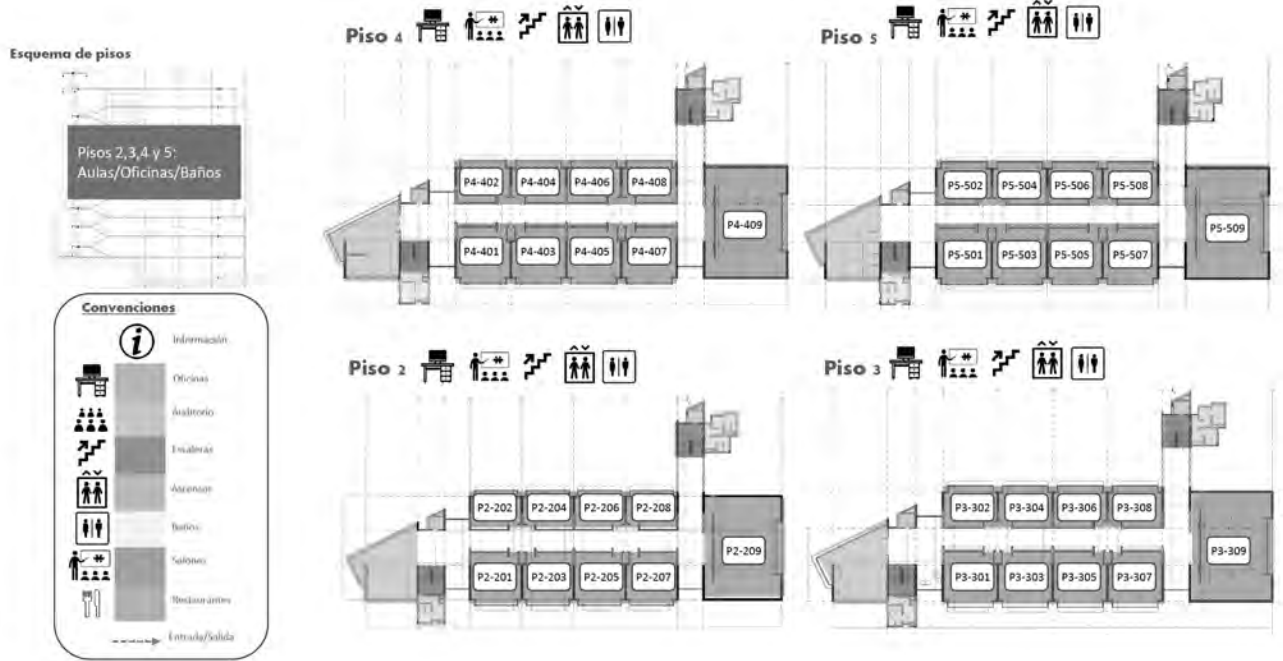 Esquema de pisos
Pisos 2,3,4 y 5:
Aulas/Oficinas/Baños
Convenciones
Información
Oficinas
Auditorio
Escaleras
Ascensor
Baños
Salones
Restaurantes
Entrada/Salida
Piso 4
P4-402 P4-404 P4-406 P4-408
P4-409
P4-401 P4-403 P4-405 P4-407
Piso 5
P5-502 P5-504 P5-506 P5-508
P5-509
P5-501 P5-503 P5-505 P5-507
Piso 2
P2-202 P2-204 P2-206 P2-208
P2-209
P2-201 P2-203 P2-205 P2-207
Piso 3
P3-302 P3-304 P3-306 P3-308
P3-309
P3-301 P3-303 P3-305 P3-307